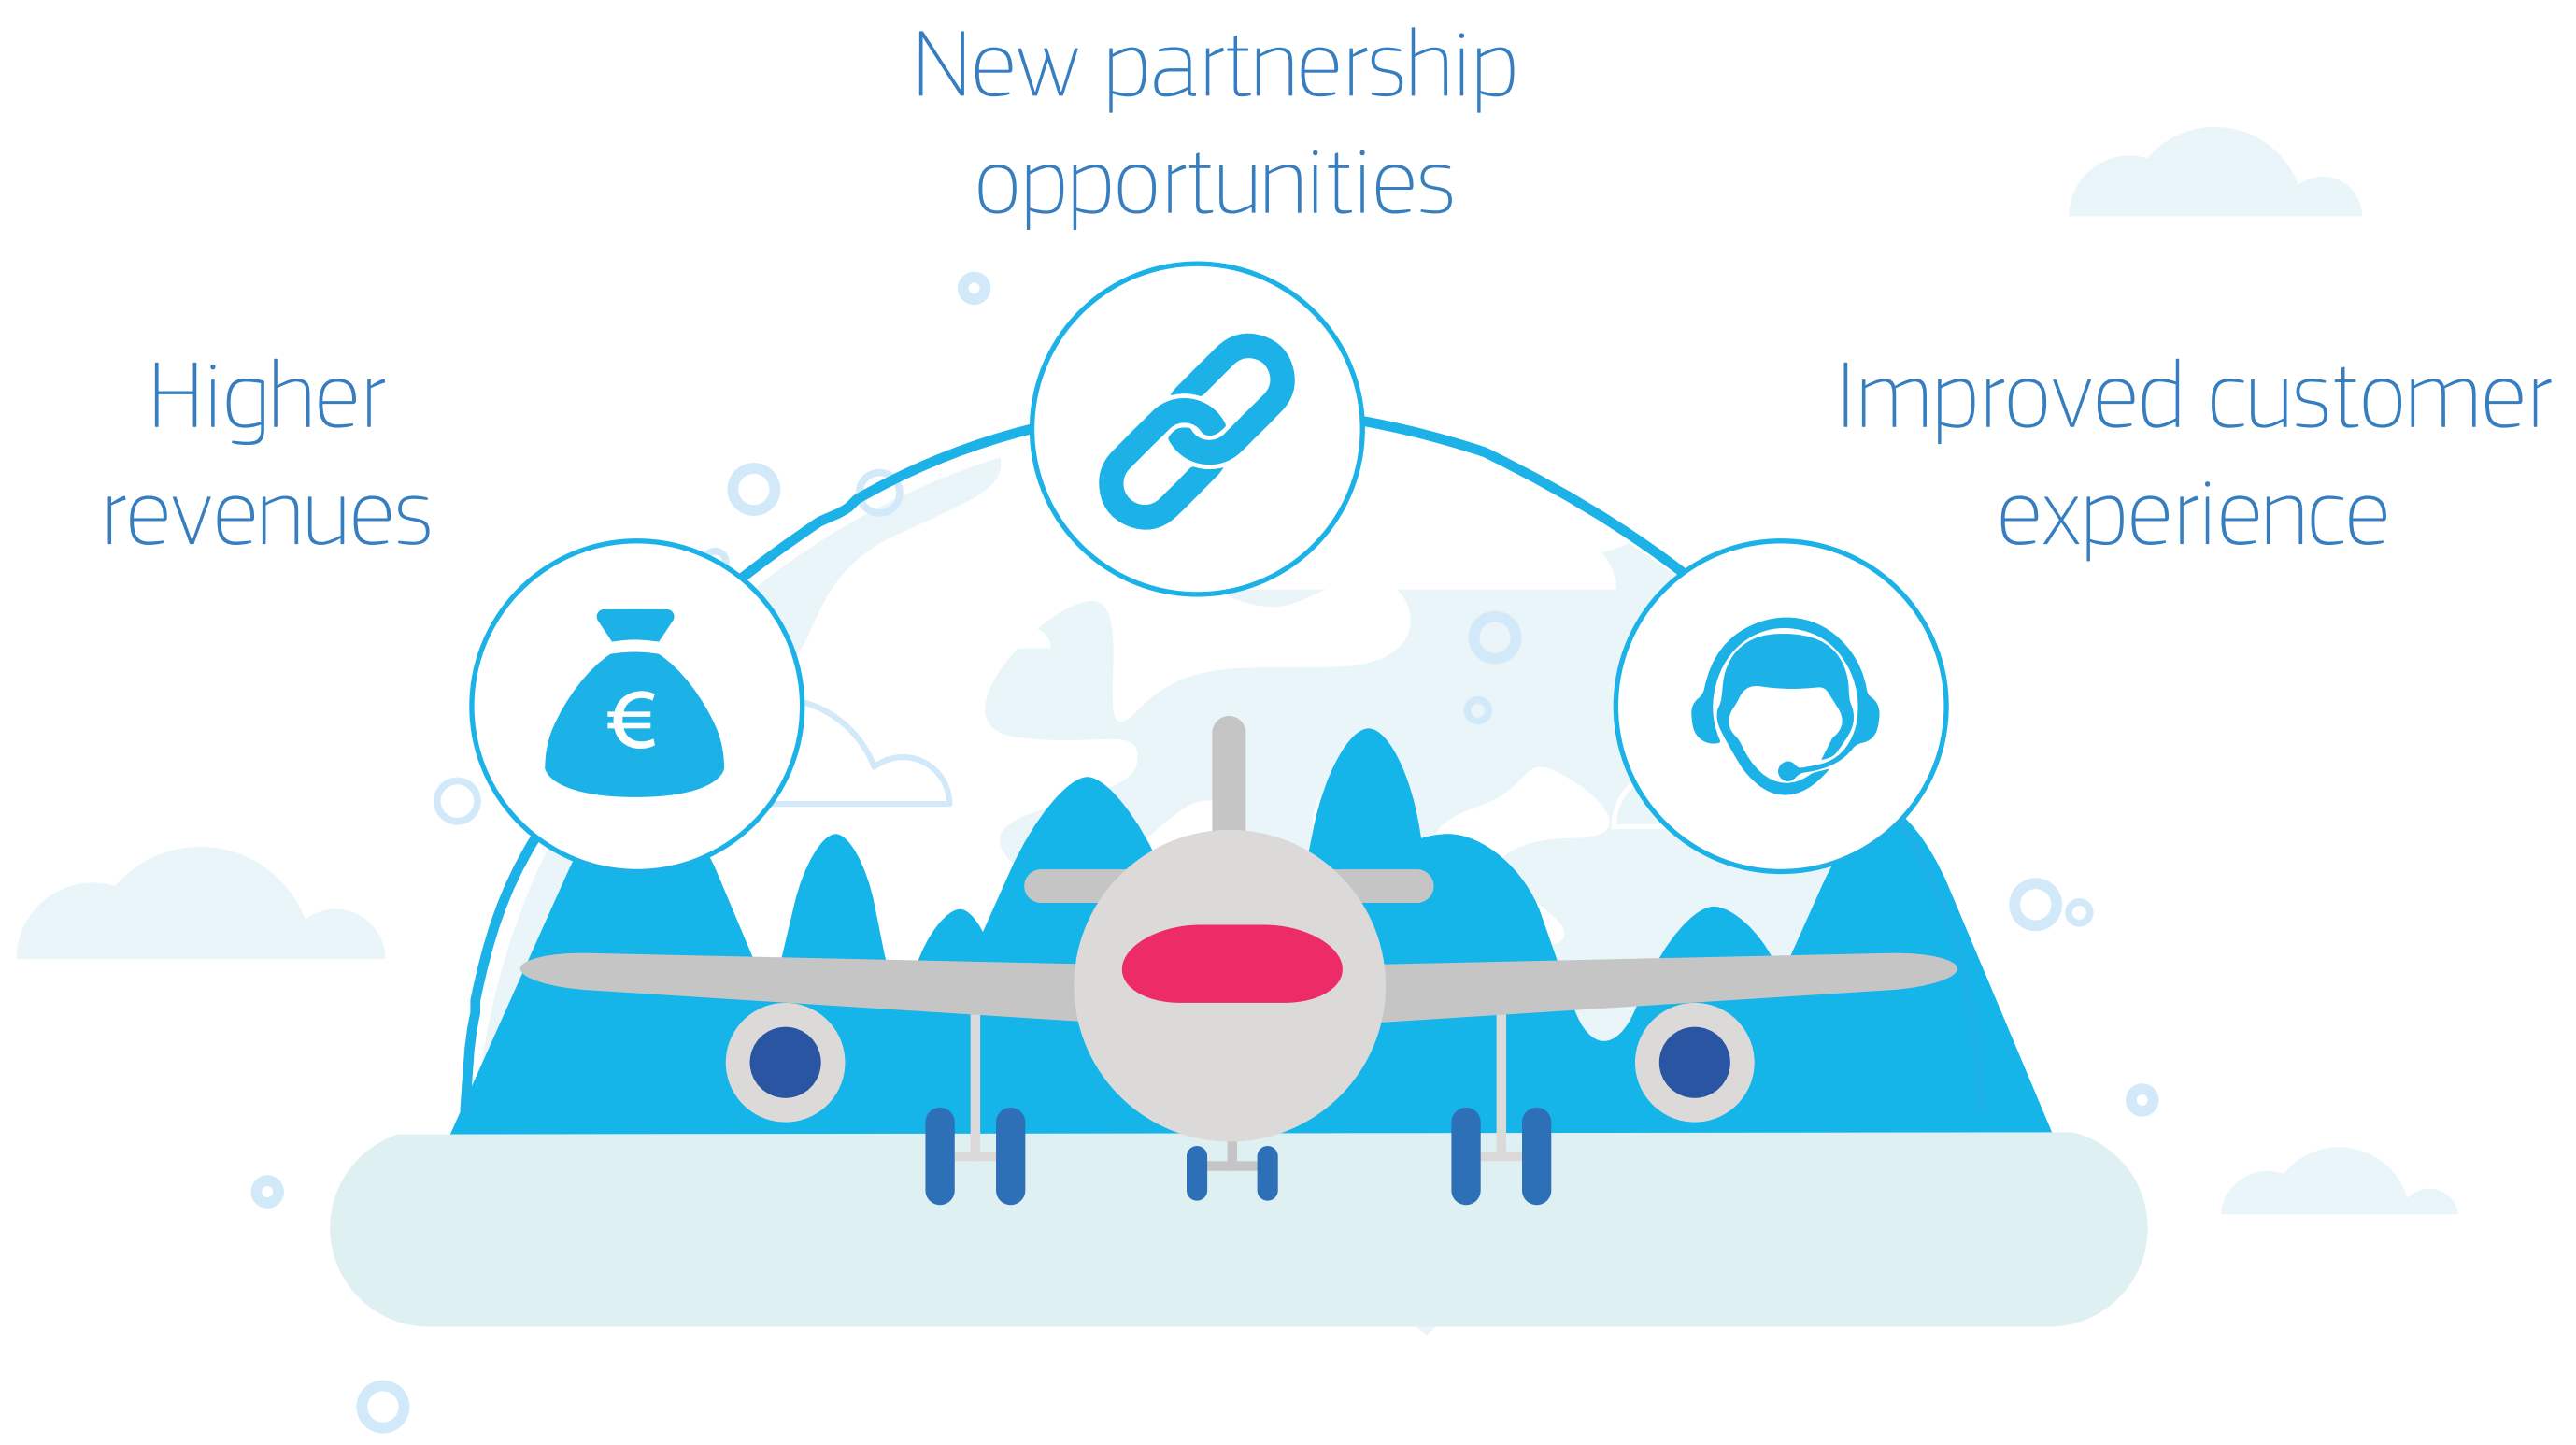 New partnership
opportunities
Higher
revenues
Improved customer
experience
€